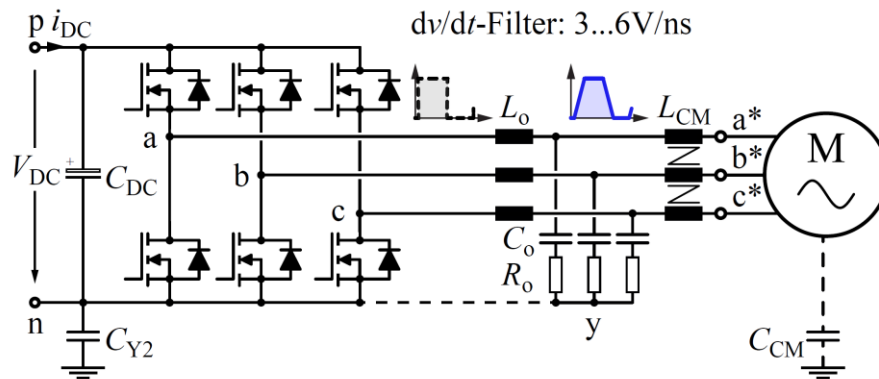 p i_DC
dv/dt-Filter: 3...6V/ns
L_o
L_CM
a*
a
M
V_DC
+
C_DC
b
b*
c
c*
C_o
R_o
n
y
C_Y2
C_CM